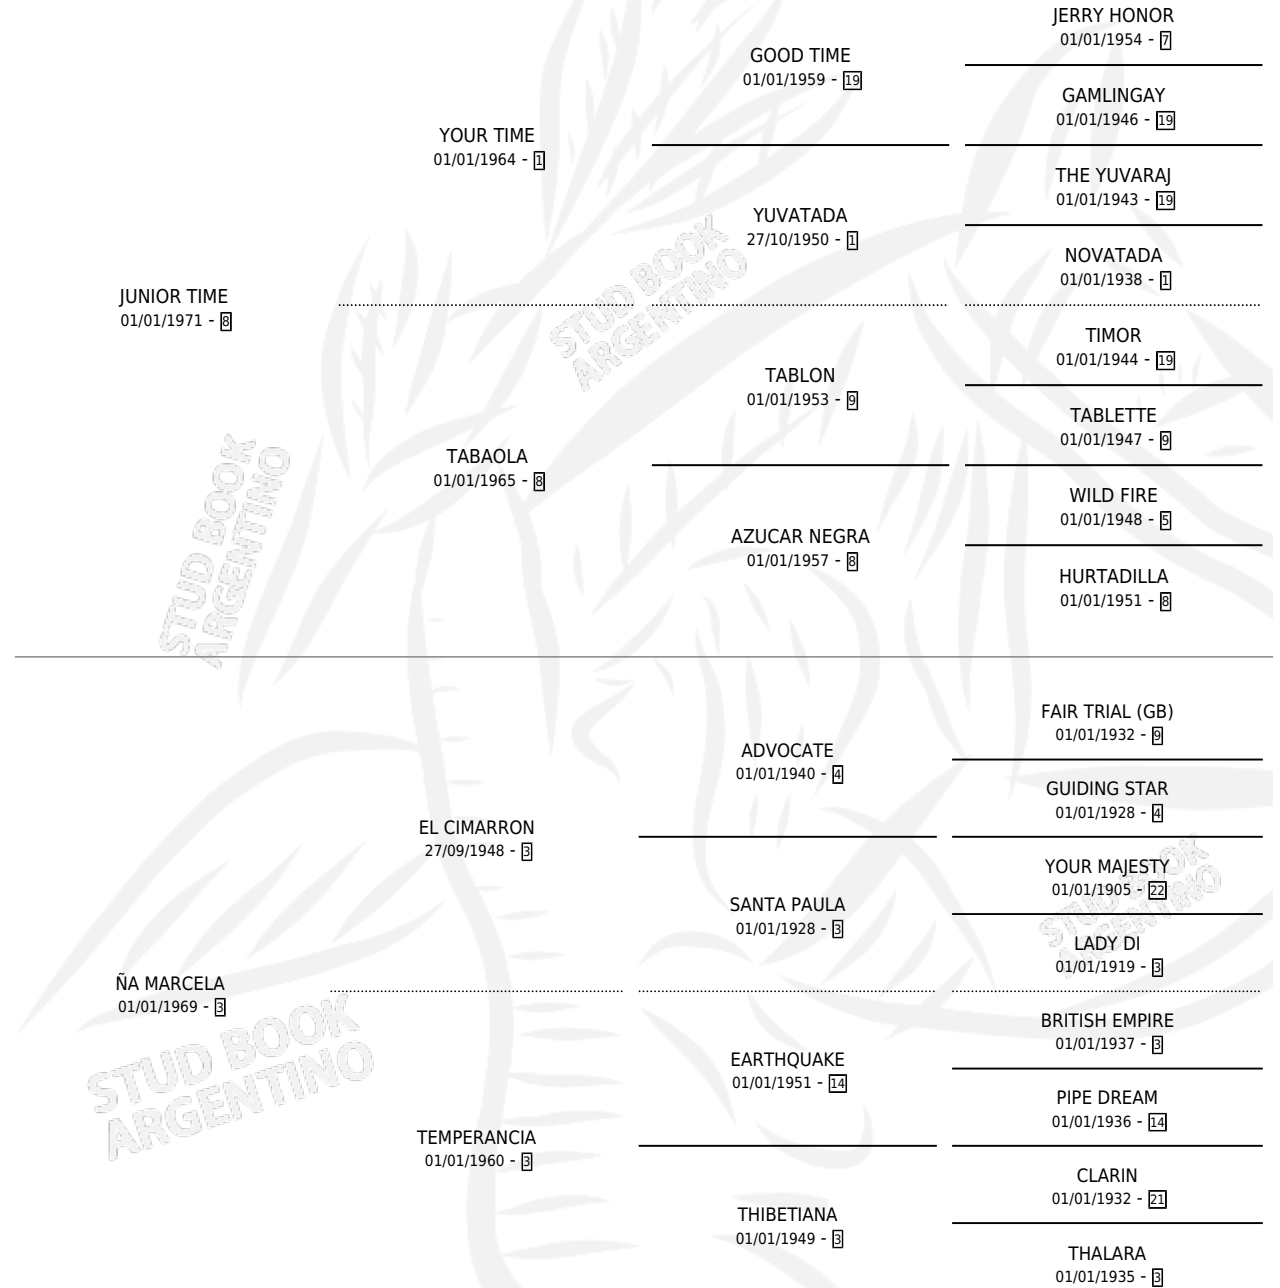 JERRY HONOR
01/01/1954 - 7
GOOD TIME
01/01/1959 - 19
GAMLINGAY
01/01/1946 - 19
YOUR TIME
01/01/1964 - 1
THE YUVARAJ
01/01/1943 - 19
YUVATADA
27/10/1950 - 1
NOVATADA
01/01/1938 - 1
JUNIOR TIME
01/01/1971 - 8
TIMOR
01/01/1944 - 19
TABLON
01/01/1953 - 9
TABLETTE
01/01/1947 - 9
TABAOLA
01/01/1965 - 8
WILD FIRE
01/01/1948 - 5
AZUCAR NEGRA
01/01/1957 - 8
HURTADILLA
01/01/1951 - 8
FAIR TRIAL (GB)
01/01/1932 - 9
ADVOCATE
01/01/1940 - 4
GUIDING STAR
01/01/1928 - 4
EL CIMARRON
27/09/1948 - 3
YOUR MAJESTY
01/01/1905 - 22
SANTA PAULA
01/01/1928 - 3
LADY DI
01/01/1919 - 3
ÑA MARCELA
01/01/1969 - 3
BRITISH EMPIRE
01/01/1937 - 3
EARTHQUAKE
01/01/1951 - 14
PIPE DREAM
01/01/1936 - 14
TEMPERANCIA
01/01/1960 - 3
CLARIN
01/01/1932 - 21
THIBETIANA
01/01/1949 - 3
THALARA
01/01/1935 - 3
STUD BOOK
ARGENTINO
STUD BOOK
ARGENTINO
STUD BOOK
ARGENTINO
STUD BOOK
ARGENTINO